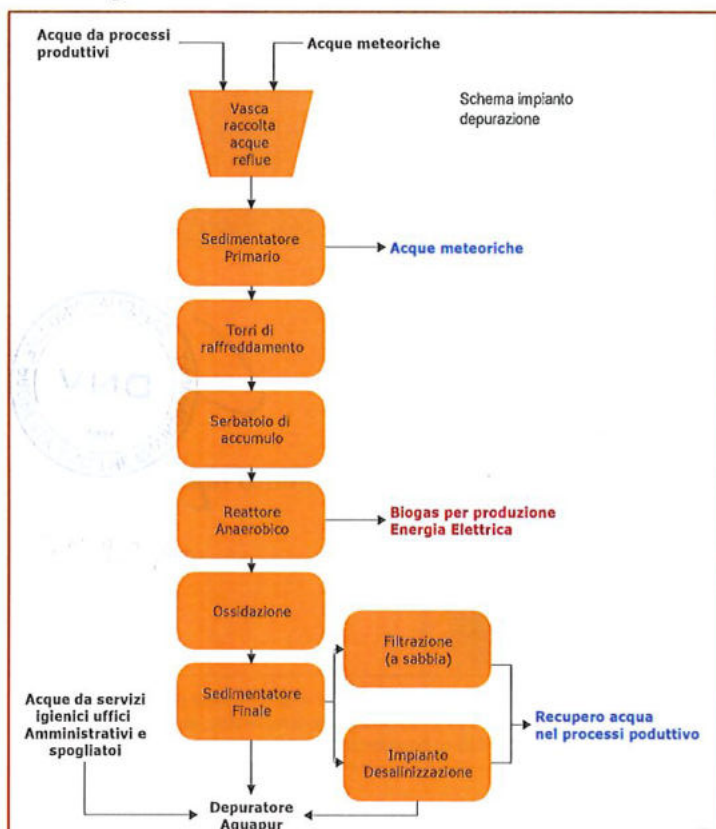 Acque da processi
produttivi
Acque meteoriche
Schema impianto
depurazione
Vasca
raccolta
acque
reflue
Sedimentatore
Primario
Acque meteoriche
Torri di
raffreddamento
Serbatoio di
accumulo
Reattore
Anaerobico
Biogas per produzione
Energia Elettrica
Ossidazione
Filtrazione
(a sabbia)
Sedimentatore
Finale
Acque da servizi
igienici uffici
Amministrativi e
spogliatoi
Recupero acqua
nel processi poduttivo
Impianto
Desalinizzazione
Depuratore
Aquapur
DNV